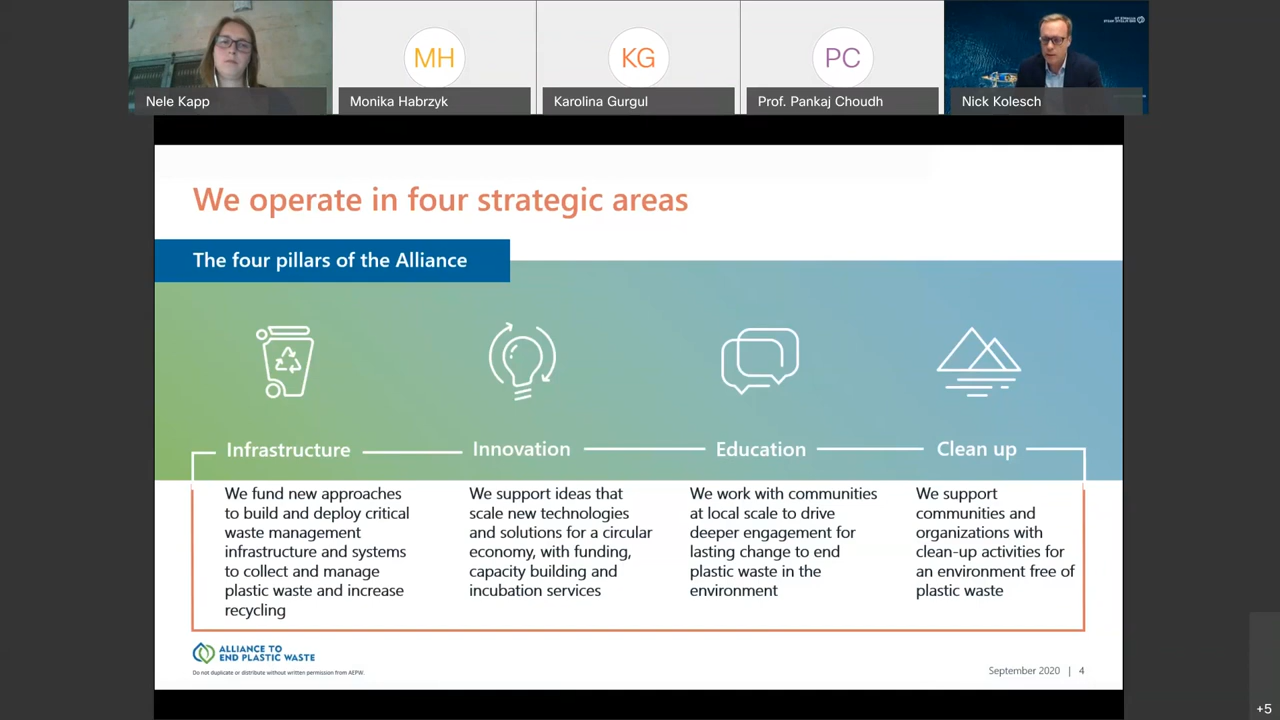 MH
KG
PC
Nele Kapp
Monika Habrzyk
Karolina Gurgul
Prof. Pankaj Choudh
Nick Kolesch
We operate in four strategic areas
The four pillars of the Alliance
Infrastructure
We fund new approaches
to build and deploy critical
waste management
infrastructure and systems
to collect and manage
plastic waste and increase
recycling
Innovation
We support ideas that
scale new technologies
and solutions for a circular
economy, with funding,
capacity building and
incubation services
Education
We work with communities
at local scale to drive
deeper engagement for
lasting change to end
plastic waste in the
environment
Clean up
We support
communities and
organizations with
clean-up activities for
an environment free of
plastic waste
ALLIANCE TO
END PLASTIC WASTE
Do not duplicate or distribute without written permission from AEPW.
September 2020 | 4
+5